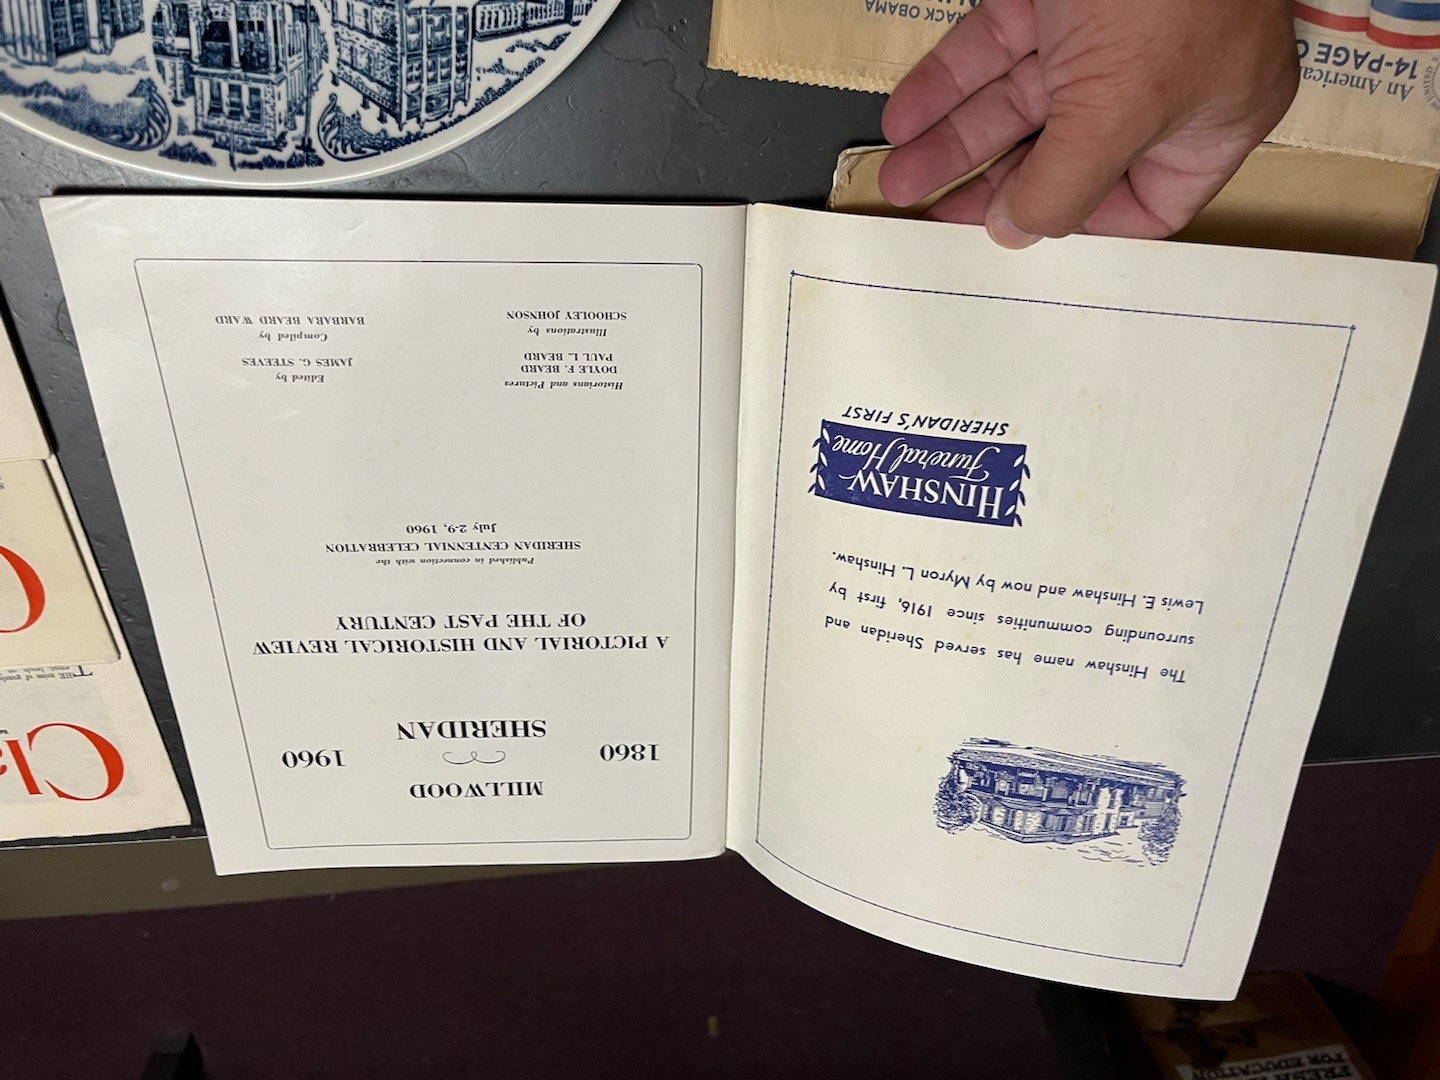 The Hinshaw name has served Sheridan and
surrounding communities since 1916, first by
Lewis E. Hinshaw and now by Myron L. Hinshaw.
HINSHAW
Funeral Home
SHERIDAN'S FIRST
MILLWOOD
1860
1960
SHERIDAN
A PICTORIAL AND HISTORICAL REVIEW
OF THE PAST CENTURY
Published in connection with the
SHERIDAN CENTENNIAL CELEBRATION
July 2-9, 1960
Historians and Pictures
DOYLE F. BEARD
PAUL L. BEARD
Illustrations by
SCHOOLEY JOHNSON
Edited by
JAMES G. STEEVES
Compiled by
BARBARA BEARD WARD
An American
14-PAGE
OBAMA
FOR EDUCATION